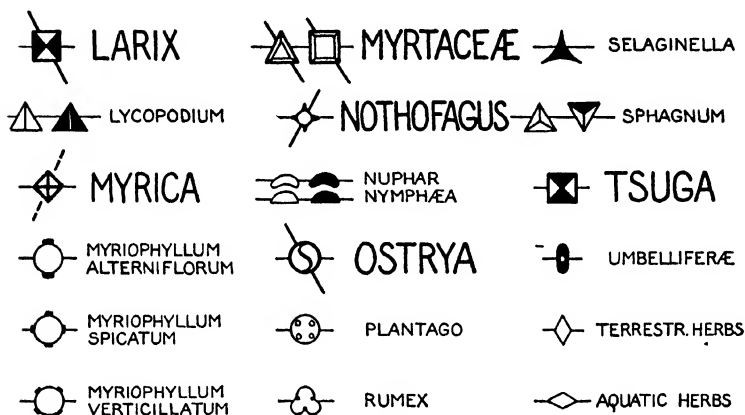 LARIX
MYRTACEÆ
SELAGINELLA
LYCOPODIUM
NOTHOFAGUS
SPHAGNUM
MYRICA
NUPHAR
NYMPHÆA
TSUGA
MYRIOPHYLLUM
ALTERNIFLORUM
OSTRYA
UMBELLIFERÆ
MYRIOPHYLLUM
SPICATUM
PLANTAGO
TERRESTR. HERBS
MYRIOPHYLLUM
VERTICILLATUM
RUMEX
AQUATIC HERBS